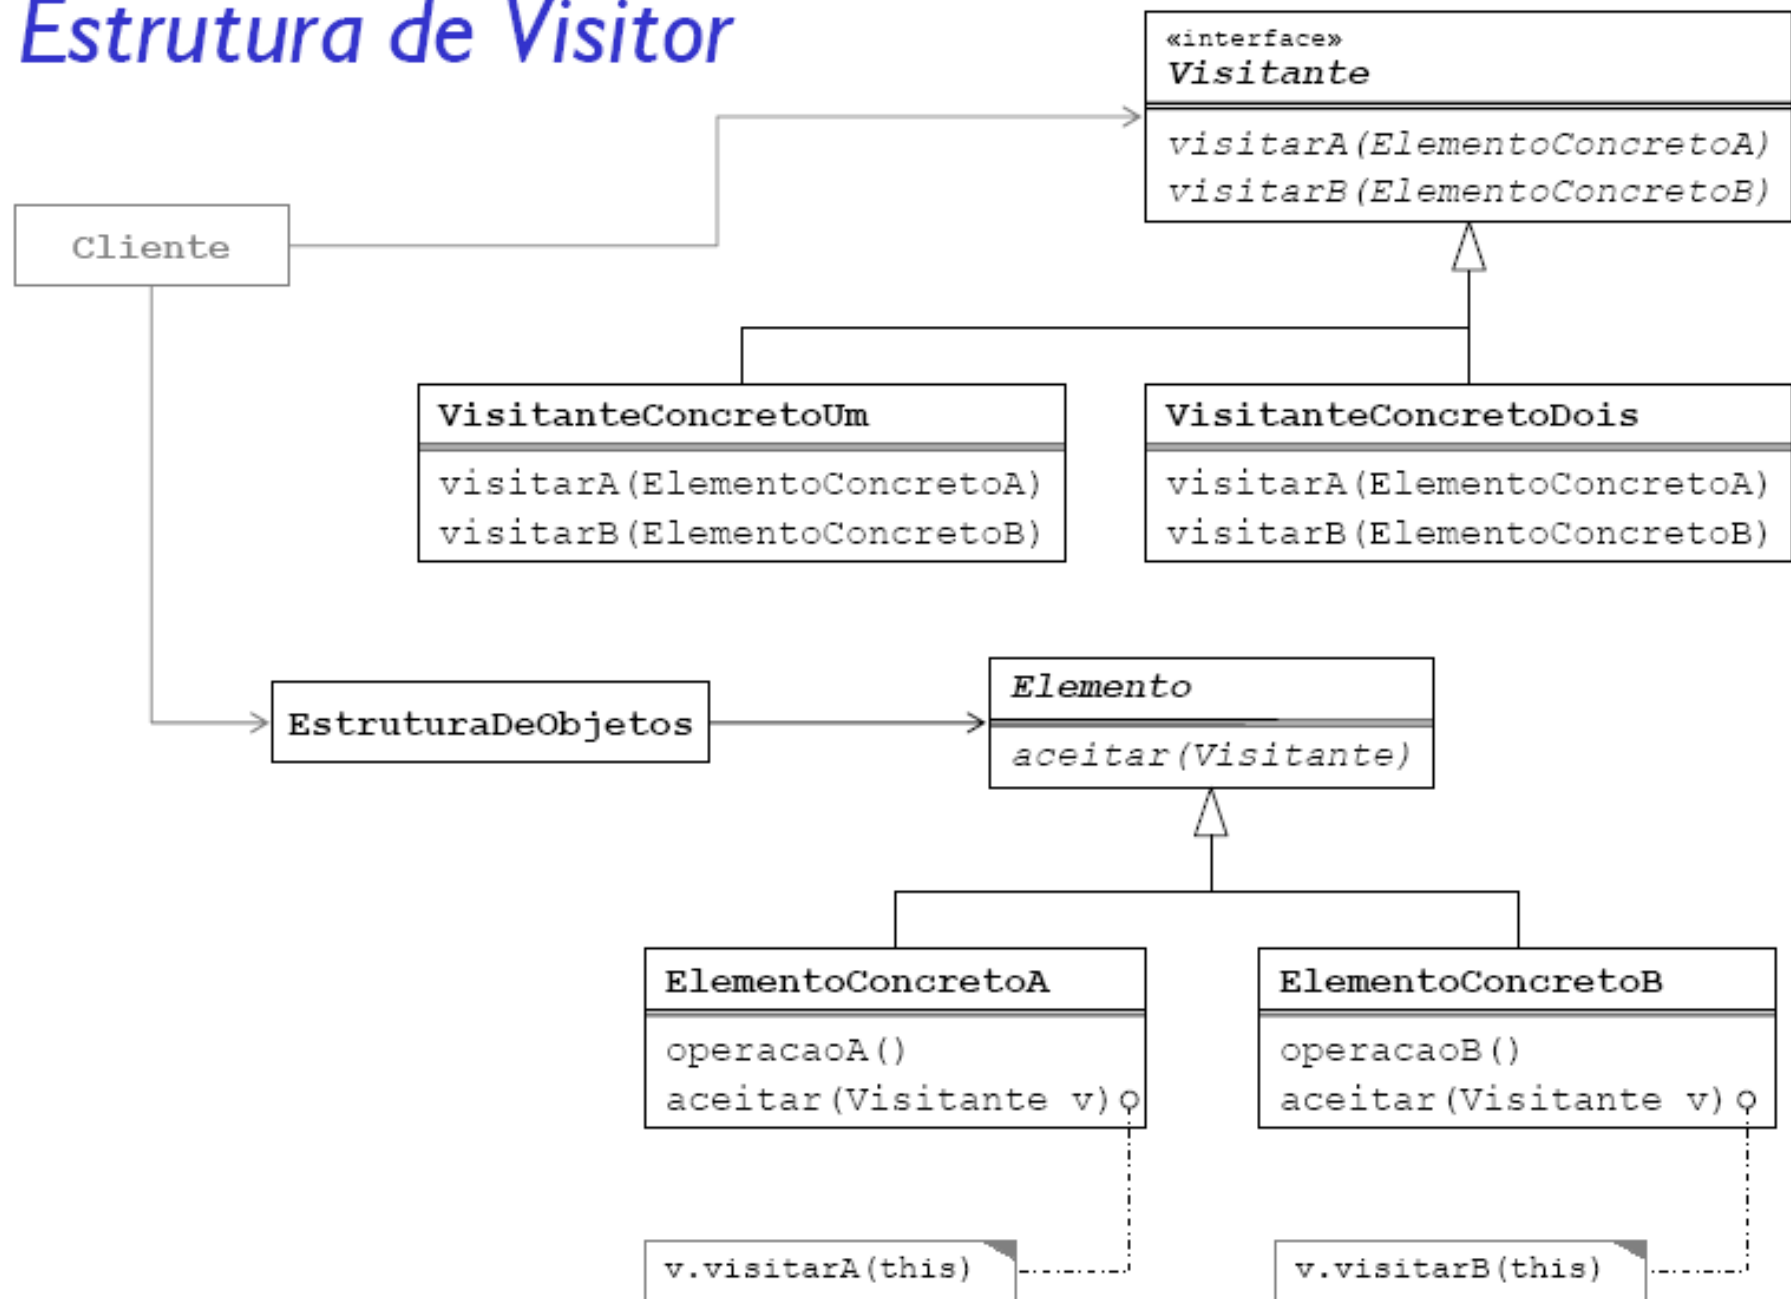 Estrutura de Visitor
«interface»
Visitante
visitarA(ElementoConcretoA)
visitarB(ElementoConcretoB)
Cliente
VisitanteConcretoUm
visitarA(ElementoConcretoA)
visitarB(ElementoConcretoB)
VisitanteConcretoDois
visitarA(ElementoConcretoA)
visitarB(ElementoConcretoB)
EstruturaDeObjetos
Elemento
aceitar(Visitante)
ElementoConcretoA
operacaoA()
aceitar(Visitante v)
ElementoConcretoB
operacaoB()
aceitar(Visitante v)
v.visitarA(this)
v.visitarB(this)